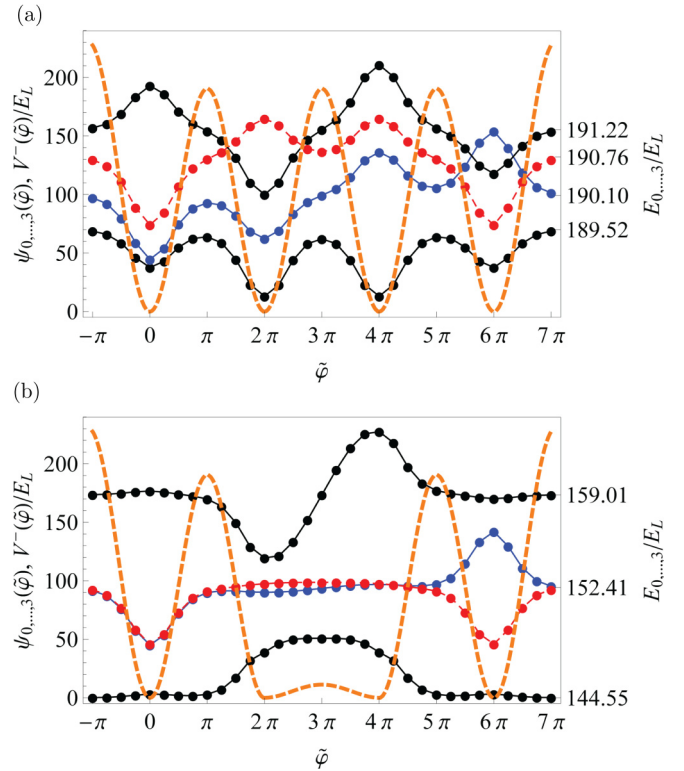 (a)
ψ0,...,3(φ̃), V⁻(φ̃)/EL
200
150
100
50
0
191.22
190.76
190.10
189.52
E0,...,3/EL
−π 0 π 2π 3π 4π 5π 6π 7π
φ̃
(b)
ψ0,...,3(φ̃), V⁻(φ̃)/EL
200
150
100
50
0
159.01
152.41
144.55
E0,...,3/EL
−π 0 π 2π 3π 4π 5π 6π 7π
φ̃